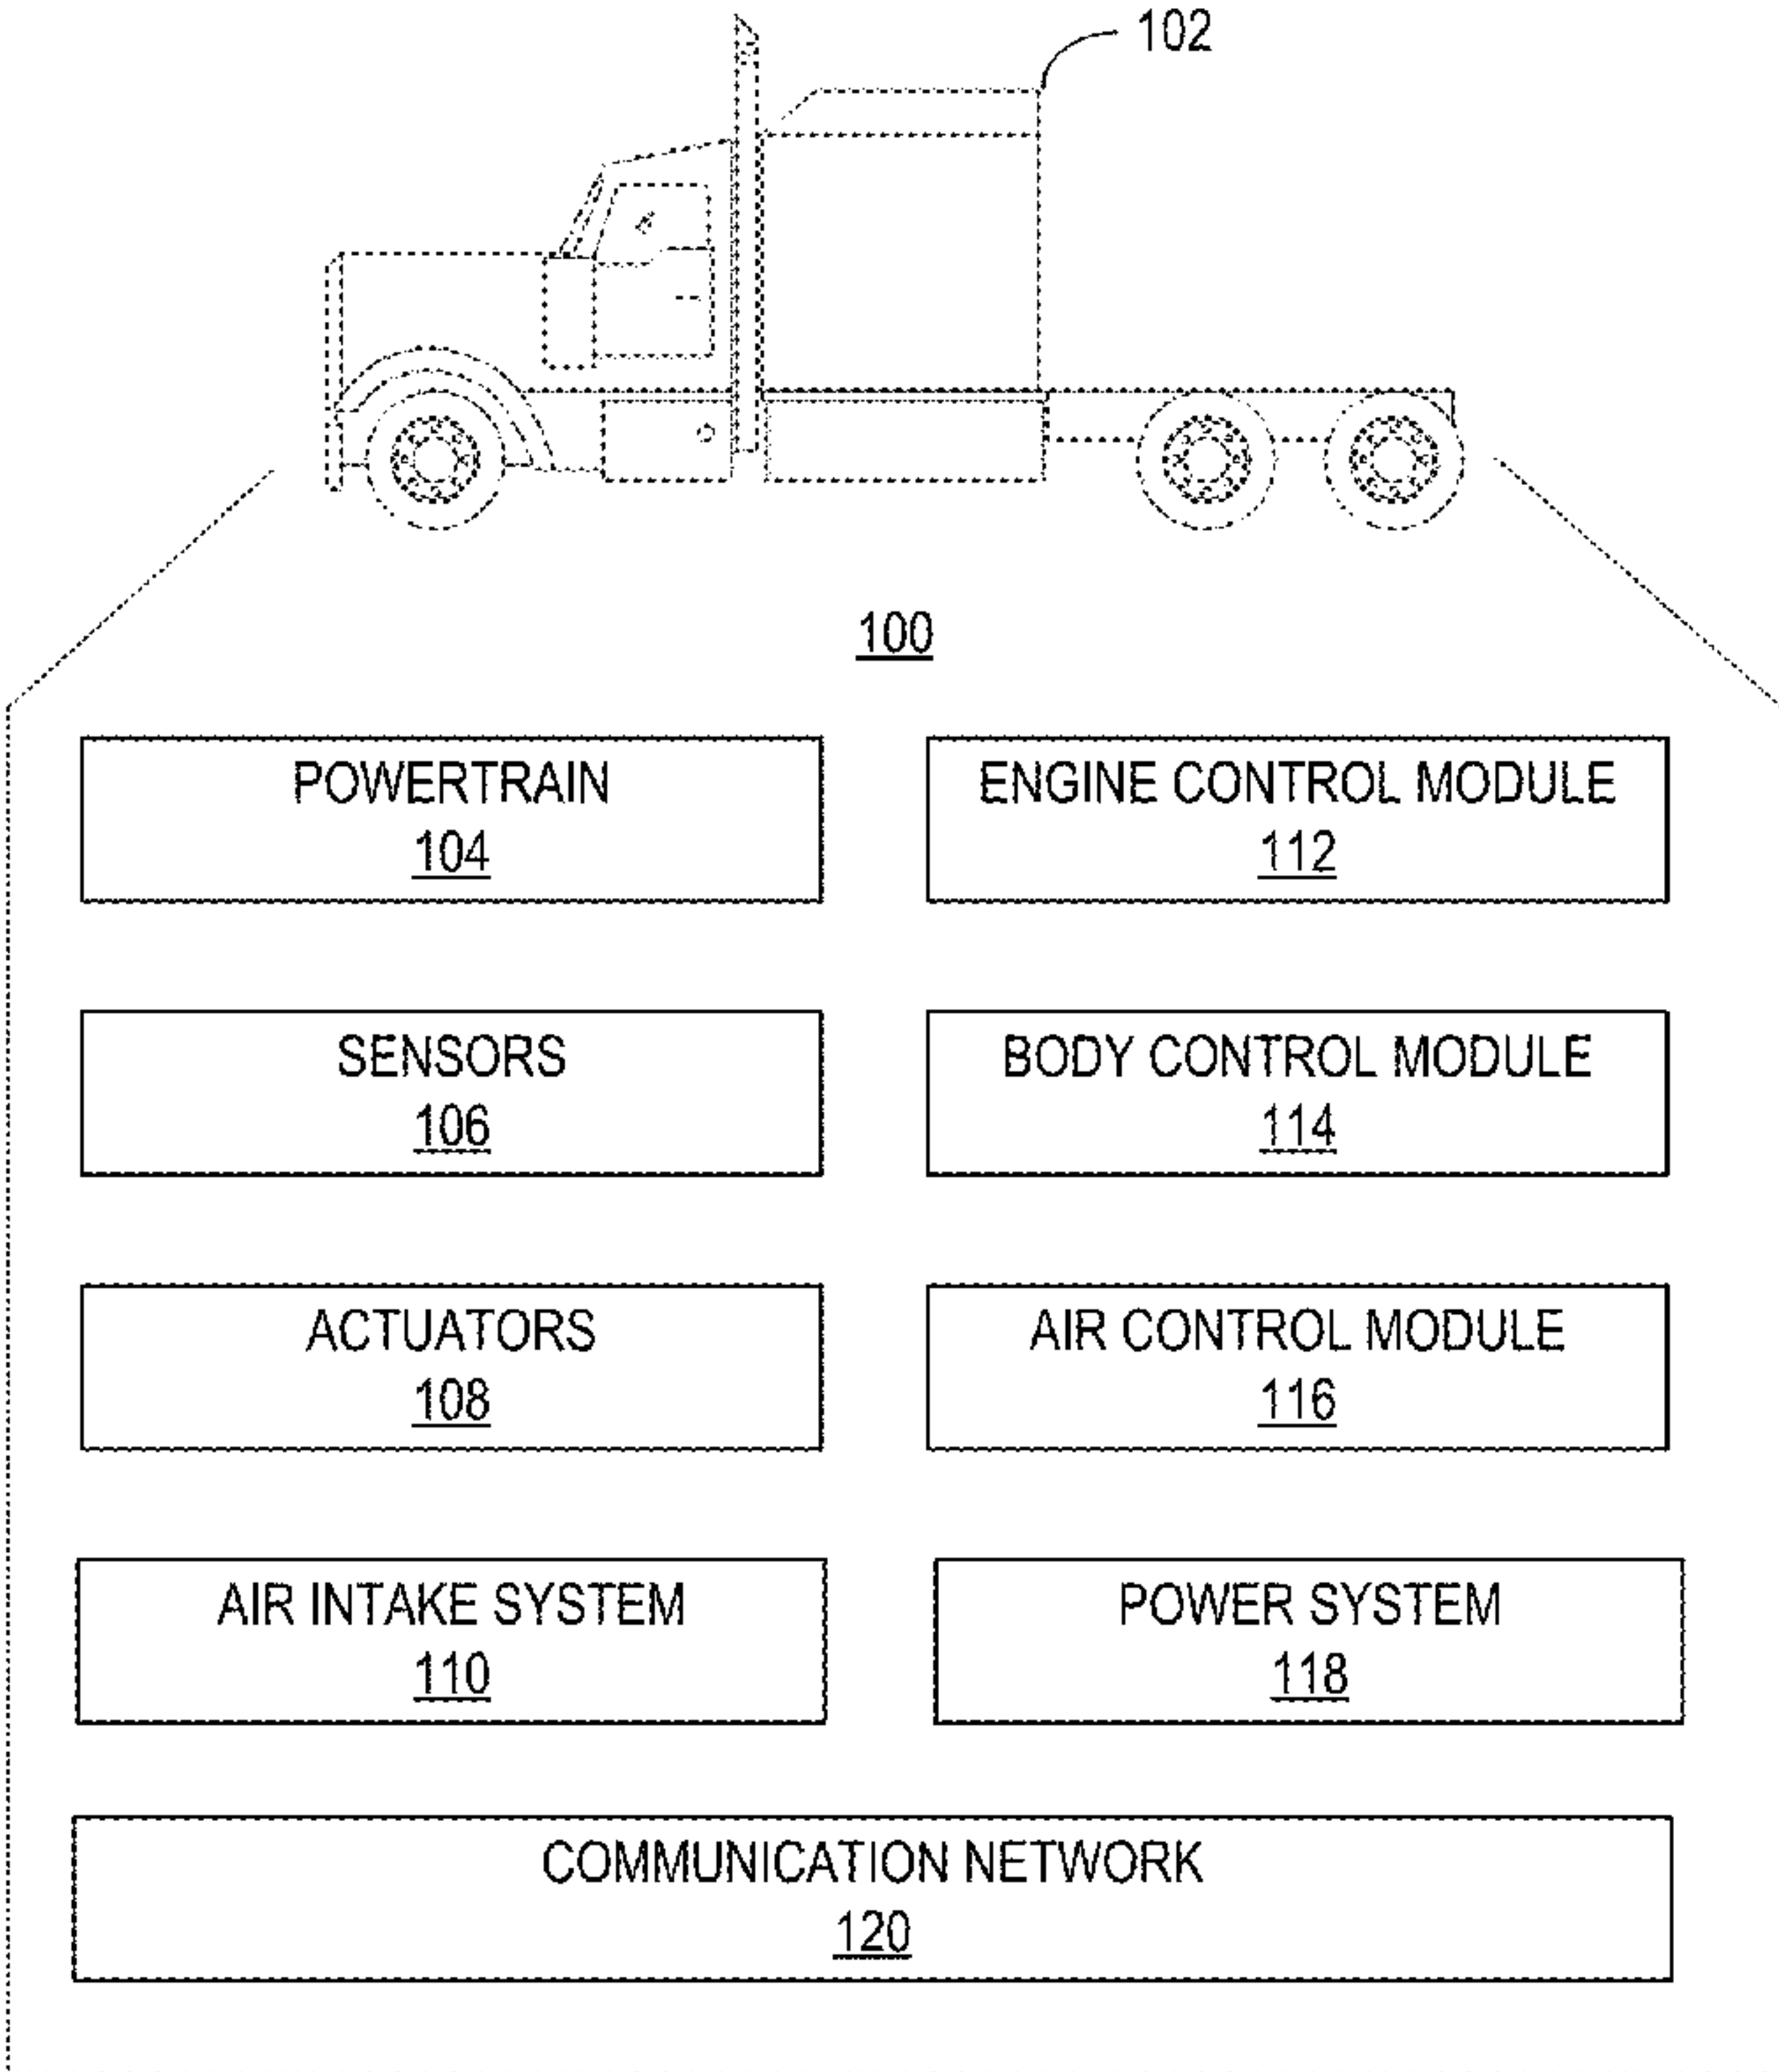 102
100
POWERTRAIN
104
ENGINE CONTROL MODULE
112
SENSORS
106
BODY CONTROL MODULE
114
ACTUATORS
108
AIR CONTROL MODULE
116
AIR INTAKE SYSTEM
110
POWER SYSTEM
118
COMMUNICATION NETWORK
120